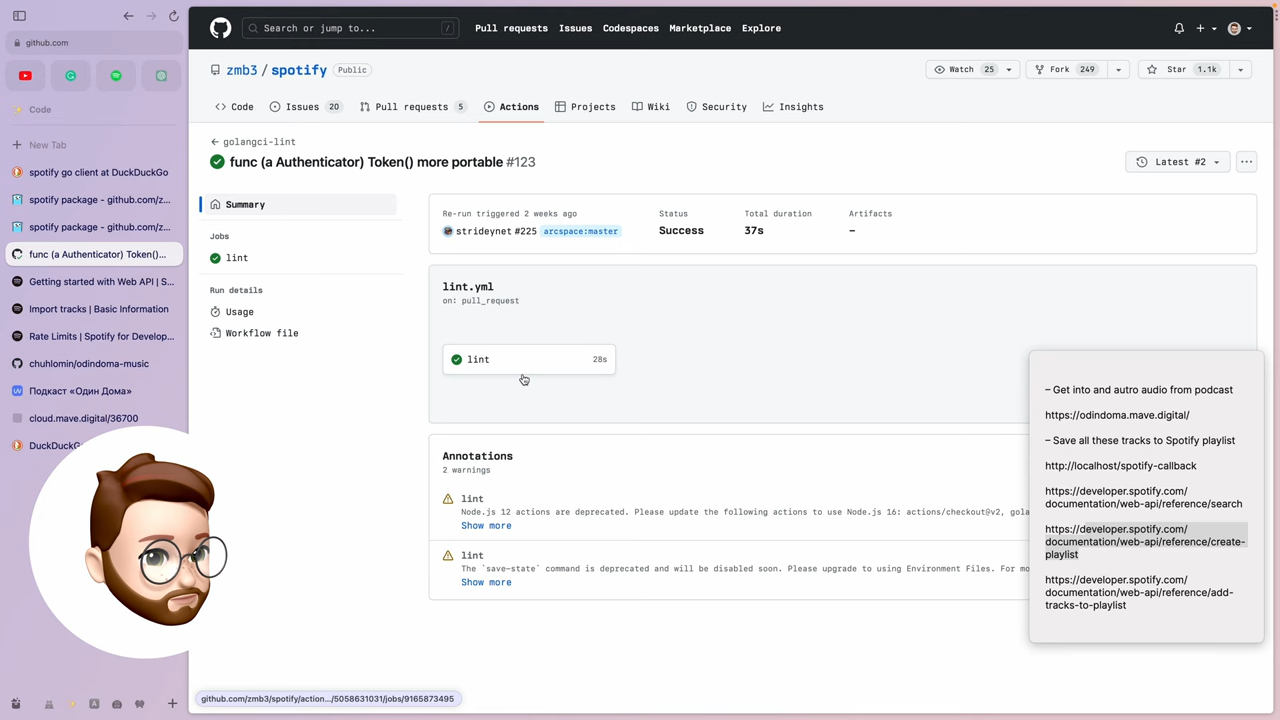 github.com
Code
New Tab
spotify go client at DuckDuckGo
spotify package - github.com/z...
spotify package - github.com/z...
func (a Authenticator) Token()...
Getting started with Web API | S...
Import tracks | Basic Information
Rate Limits | Spotify for Develop...
chuhlomin/odindoma-music
Подкаст «Один Дома»
cloud.mave.digital/36700
DuckDuckG
Search or jump to...
/
Pull requests
Issues
Codespaces
Marketplace
Explore
zmb3 / spotify
Public
Watch 25
Fork 249
Star 1.1k
Code
Issues 20
Pull requests 5
Actions
Projects
Wiki
Security
Insights
← golangci-lint
func (a Authenticator) Token() more portable #123
Latest #2
Summary
Jobs
lint
Run details
Usage
Workflow file
Re-run triggered 2 weeks ago
strideynet #225 arcspace:master
Status
Success
Total duration
37s
Artifacts
–
lint.yml
on: pull_request
lint 28s
Annotations
2 warnings
lint
Node.js 12 actions are deprecated. Please update the following actions to use Node.js 16: actions/checkout@v2, gola
Show more
lint
The `save-state` command is deprecated and will be disabled soon. Please upgrade to using Environment Files. For mo
Show more
– Get into and autro audio from podcast
https://odindoma.mave.digital/
– Save all these tracks to Spotify playlist
http://localhost/spotify-callback
https://developer.spotify.com/
documentation/web-api/reference/search
https://developer.spotify.com/
documentation/web-api/reference/create-
playlist
https://developer.spotify.com/
documentation/web-api/reference/add-
tracks-to-playlist
github.com/zmb3/spotify/action.../5058631031/jobs/9165873495